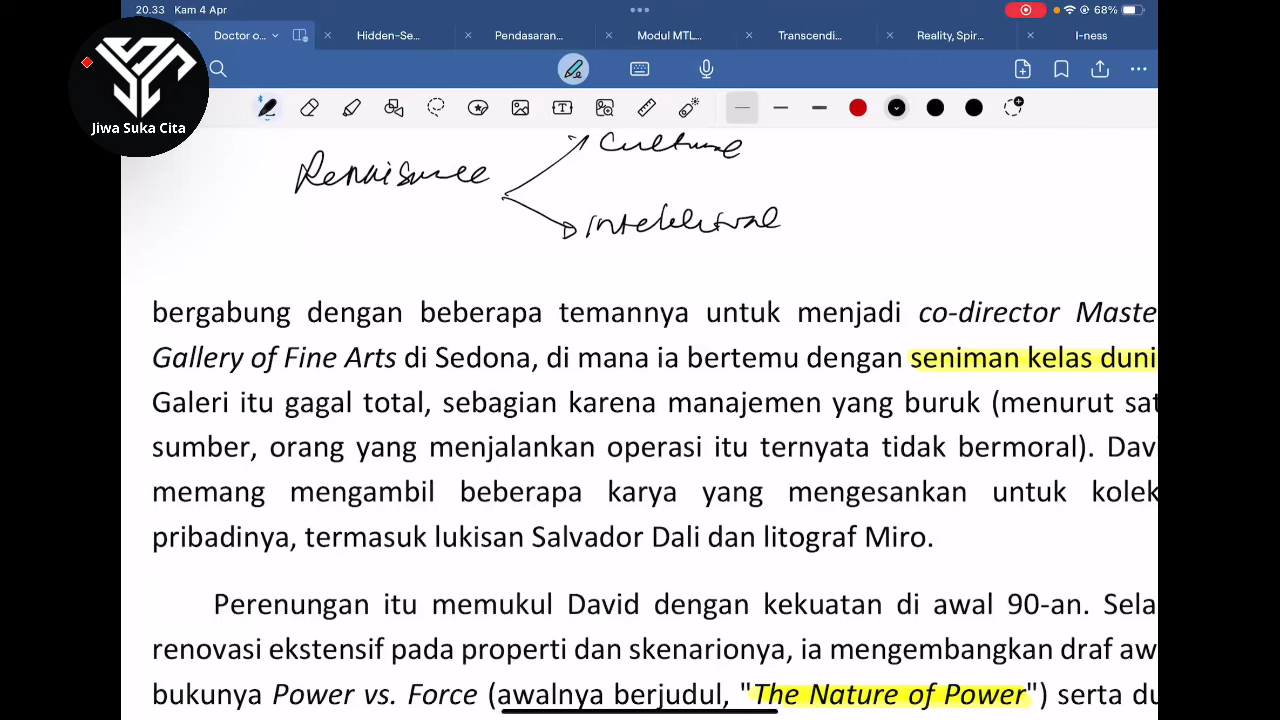 20.33 Kam 4 Apr
68%
Doctor o...
Hidden-Se...
Pendasaran...
Modul MTL...
Transcendi...
Reality, Spir...
I-ness
Jiwa Suka Cita
Culture
Renaisance
Intelektual
bergabung dengan beberapa temannya untuk menjadi co-director Maste
Gallery of Fine Arts di Sedona, di mana ia bertemu dengan seniman kelas duni
Galeri itu gagal total, sebagian karena manajemen yang buruk (menurut sat
sumber, orang yang menjalankan operasi itu ternyata tidak bermoral). Dav
memang mengambil beberapa karya yang mengesankan untuk kolek
pribadinya, termasuk lukisan Salvador Dali dan litograf Miro.
Perenungan itu memukul David dengan kekuatan di awal 90-an. Sela
renovasi ekstensif pada properti dan skenarionya, ia mengembangkan draf aw
bukunya Power vs. Force (awalnya berjudul, "The Nature of Power") serta du